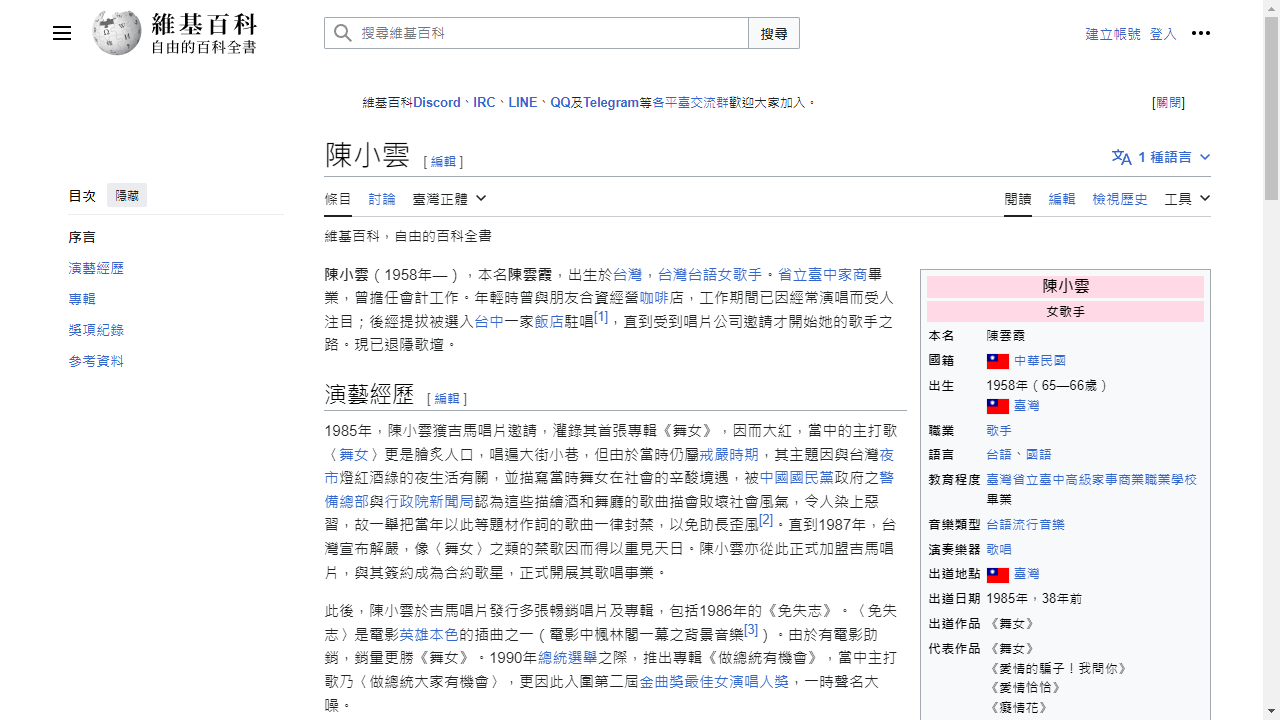 維基百科
自由的百科全書
搜尋維基百科
搜尋
建立帳號 登入
維基百科Discord、IRC、LINE、QQ及Telegram等各平臺交流群歡迎大家加入。
[關閉]
陳小雲 [編輯]
1 種語言
目次 隱藏
序言
演藝經歷
專輯
獎項紀錄
參考資料
條目 討論 臺灣正體
閱讀 編輯 檢視歷史 工具
維基百科，自由的百科全書
陳小雲（1958年—），本名陳雲霞，出生於台灣，台灣台語女歌手。省立臺中家商畢
業，曾擔任會計工作。年輕時曾與朋友合資經營咖啡店，工作期間已因經常演唱而受人
注目；後經提拔被選入台中一家飯店駐唱[1]，直到受到唱片公司邀請才開始她的歌手之
路。現已退隱歌壇。
演藝經歷 [編輯]
1985年，陳小雲獲吉馬唱片邀請，灌錄其首張專輯《舞女》，因而大紅，當中的主打歌
〈舞女〉更是膾炙人口，唱遍大街小巷，但由於當時仍屬戒嚴時期，其主題因與台灣夜
市燈紅酒綠的夜生活有關，並描寫當時舞女在社會的辛酸境遇，被中國國民黨政府之警
備總部與行政院新聞局認為這些描繪酒和舞廳的歌曲描會敗壞社會風氣，令人染上惡
習，故一舉把當年以此等題材作詞的歌曲一律封禁，以免助長歪風[2]。直到1987年，台
灣宣布解嚴，像〈舞女〉之類的禁歌因而得以重見天日。陳小雲亦從此正式加盟吉馬唱
片，與其簽約成為合約歌星，正式開展其歌唱事業。
此後，陳小雲於吉馬唱片發行多張暢銷唱片及專輯，包括1986年的《免失志》。〈免失
志〉是電影英雄本色的插曲之一（電影中楓林閣一幕之背景音樂[3]）。由於有電影助
銷，銷量更勝《舞女》。1990年總統選舉之際，推出專輯《做總統有機會》，當中主打
歌乃〈做總統大家有機會〉，更因此入圍第二屆金曲獎最佳女演唱人獎，一時聲名大
噪。
陳小雲
女歌手
本名 陳雲霞
國籍 中華民國
出生 1958年（65—66歲）
臺灣
職業 歌手
語言 台語、國語
教育程度 臺灣省立臺中高級家事商業職業學校
畢業
音樂類型 台語流行音樂
演奏樂器 歌唱
出道地點 臺灣
出道日期 1985年，38年前
出道作品 《舞女》
代表作品 《舞女》
《愛情的騙子！我問你》
《愛情恰恰》
《癡情花》